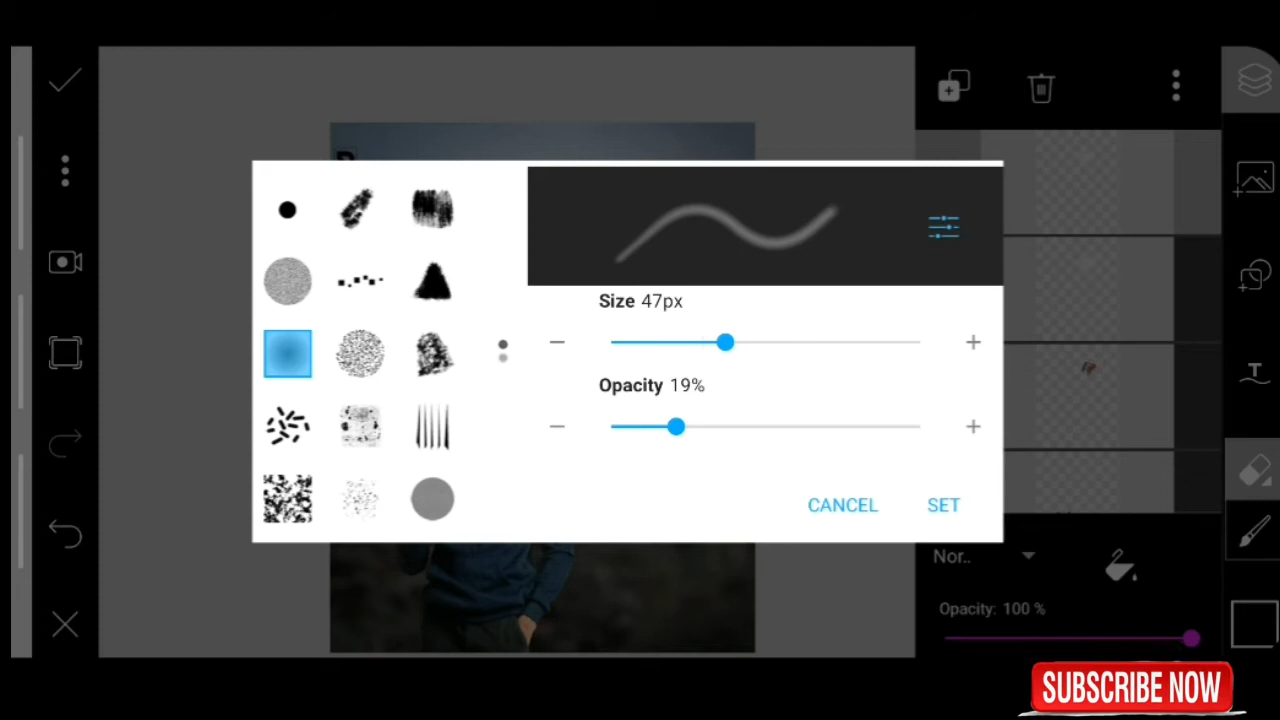 Size 47px
Opacity 19%
CANCEL SET
T
Nor..
Opacity: 100 %
SUBSCRIBE NOW